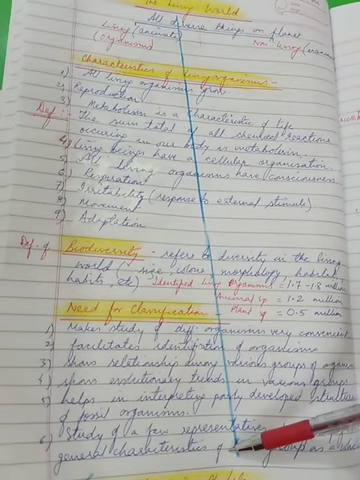 The Living World
All diverse things on planet
Living (animate) Non-living (inanimate)
(organisms)
Characteristics of living organisms -
1) All living organisms grow.
2) Reproduction
3) Metabolism is a characteristic of life
Def: The sum total of all chemical reactions
occuring in our body is metabolism.
4) Living beings have a cellular organisation
5) All living organisms have consciousness
6) Respiration
7) Irritability (response to external stimuli)
8) Movement
9) Adaptation
Def of Biodiversity - refers to diversity in the living
world (size, colour, morphology, habitat,
habits, etc) Identified living organisms = 1.7-1.8 million
Animal sp = 1.2 million
Plant sp = 0.5 million
Need for Classification
1) Makes study of diff organisms very convenient
2) facilitates identification of organisms
3) shows relationship among various groups of organisms
4) shows evolutionary trends in various groups
5) helps in interpreting poorly developed structures
of fossil organisms.
6) Study of a few representatives
general characteristics of group as a whole